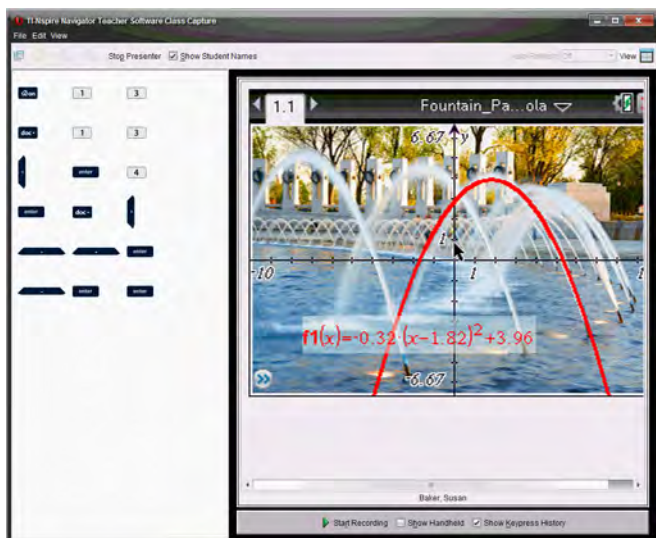 TI-Nspire Navigator Teacher Software Class Capture
File Edit View
Stop Presenter Show Student Names
View
on 1 3
doc 1 3
enter 4
enter doc
enter
enter enter
1.1 Fountain_Pa...ola
6.67 y
1
-10 1 1
f1(x)=-0.32·(x-1.82)²+3.96
-6.67
Baker, Susan
Start Recording Show Handheld Show Keypress History